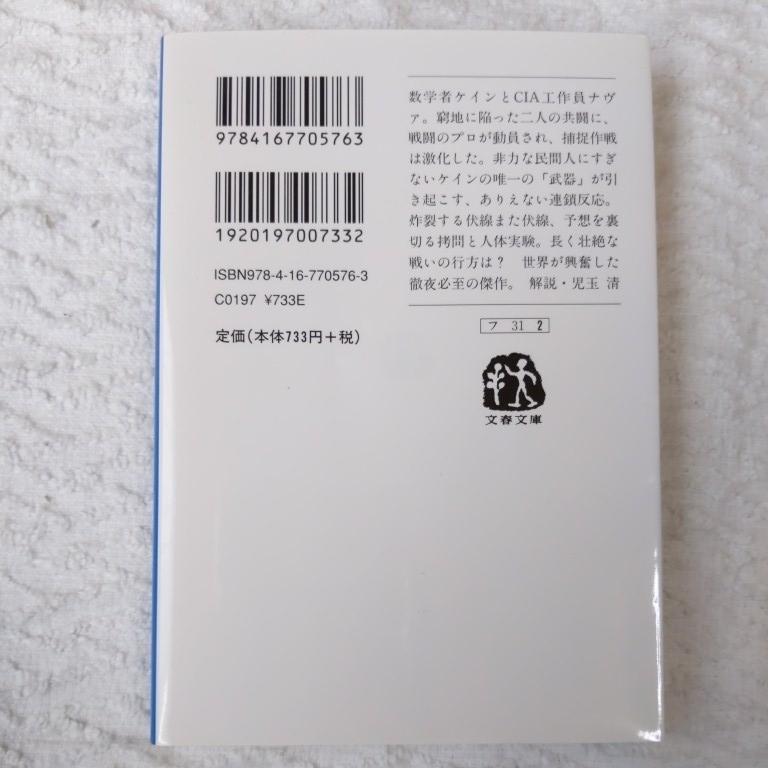 9784167705763
1920197007332
ISBN978-4-16-770576-3
C0197 ¥733E
定価(本体733円+税)
数学者ケインとCIA工作員ナヴ
ァ。窮地に陥った二人の共闘に、
戦闘のプロが動員され、捕捉作戦
は激化した。非力な民間人にすぎ
ないケインの唯一の「武器」が引
き起こす、ありえない連鎖反応。
炸裂する伏線また伏線、予想を裏
切る拷問と人体実験。長く壮絶な
戦いの行方は? 世界が興奮した
徹夜必至の傑作。 解説・児玉 清
フ 31 2
文春文庫